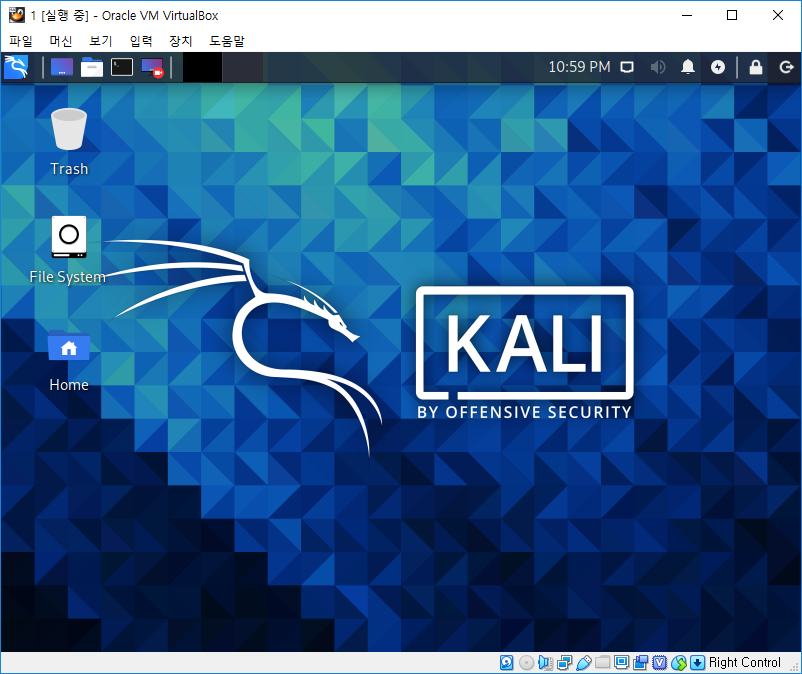 1 [실행 중] - Oracle VM VirtualBox
파일 머신 보기 입력 장치 도움말
10:59 PM
Trash
File System
Home
KALI
BY OFFENSIVE SECURITY
Right Control